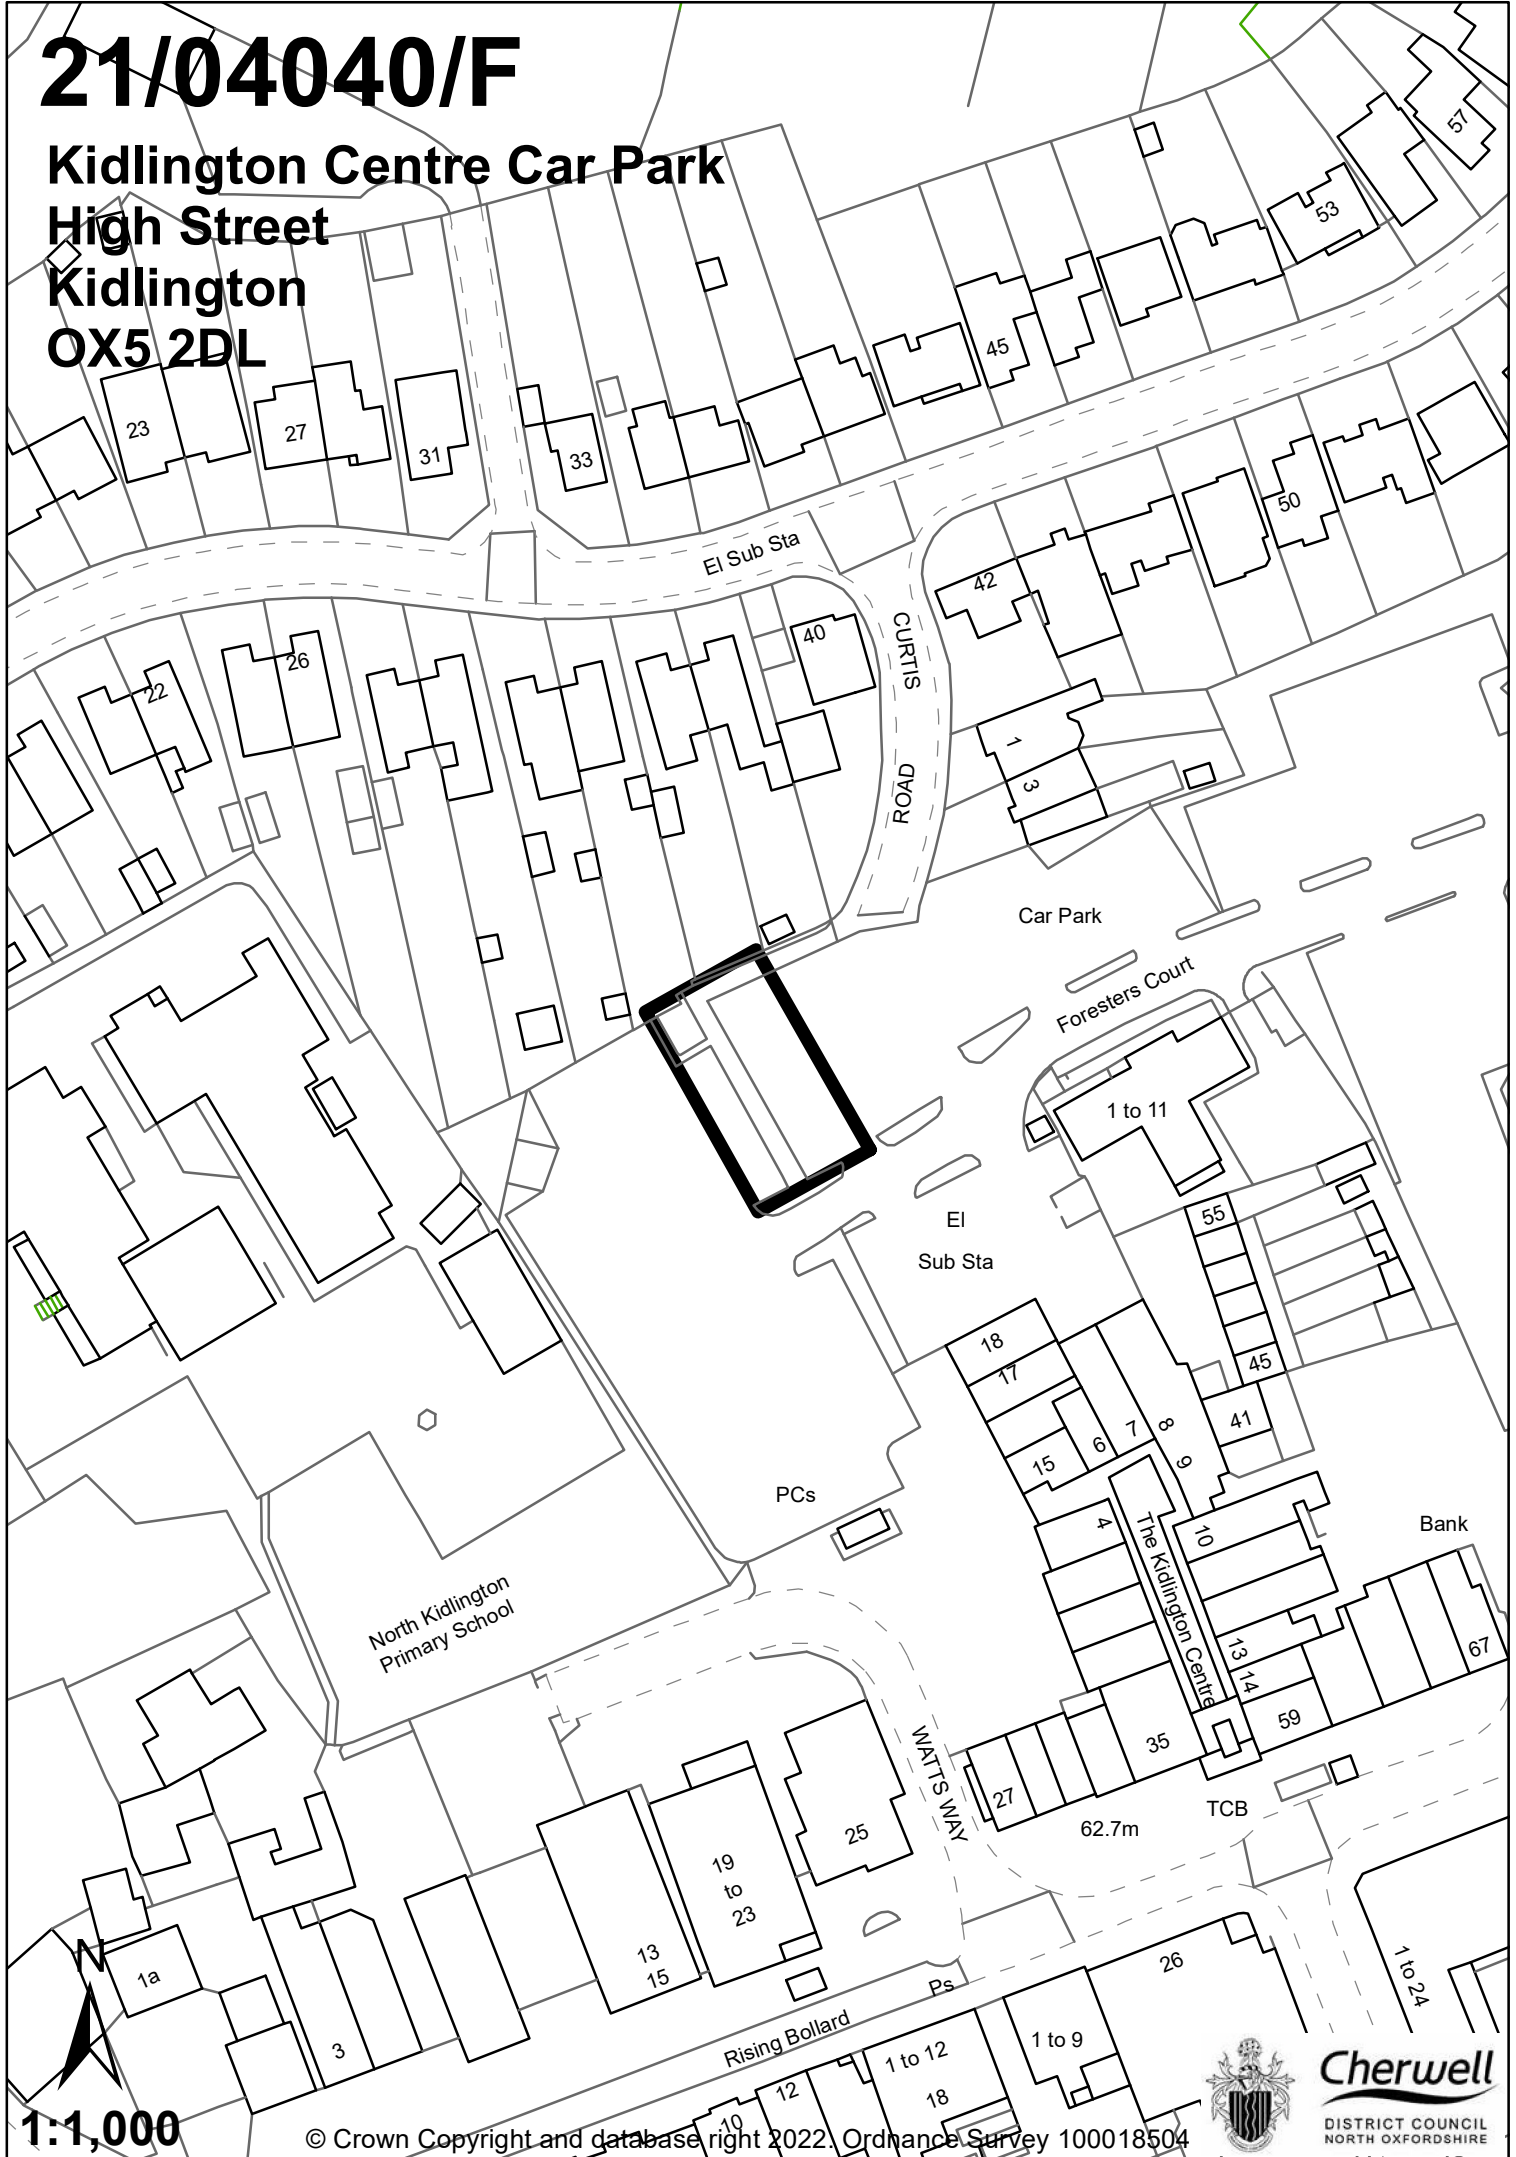 21/04040/F
Kidlington Centre Car Park
High Street
Kidlington
OX5 2DL
57
53
45
23
27
31
33
50
El Sub Sta
42
40
CURTIS
ROAD
26
22
1
3
Car Park
Foresters Court
1 to 11
55
El
Sub Sta
18
17
45
41
15
6
7
8
9
PCs
4
10
The Kidlington Centre
Bank
North Kidlington
Primary School
13
14
67
59
35
27
WATTS WAY
TCB
62.7m
25
19
to
23
13
15
N
1a
3
Ps
26
1 to 24
Rising Bollard
1 to 12
1 to 9
18
12
10
1:1,000
© Crown Copyright and database right 2022. Ordnance Survey 100018504
Cherwell
DISTRICT COUNCIL
NORTH OXFORDSHIRE